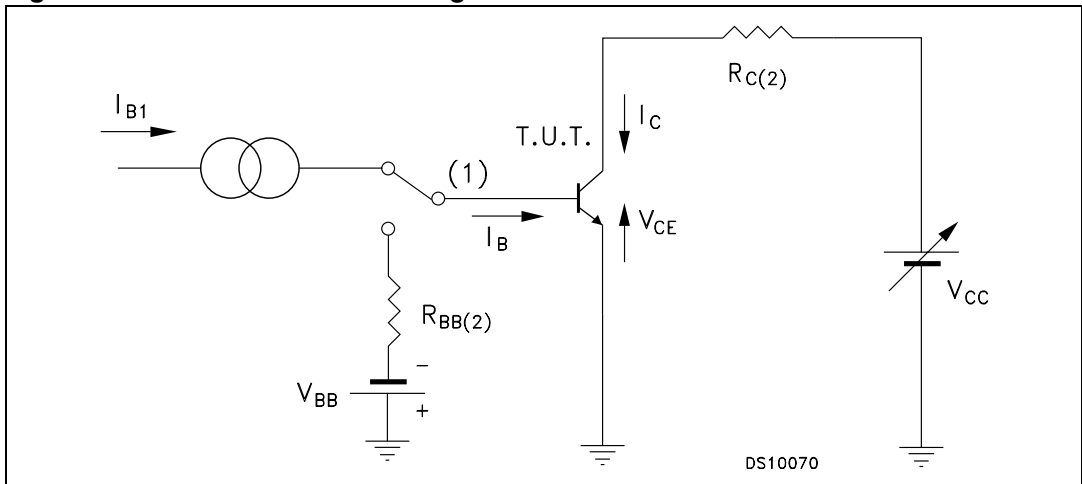 R_C(2)
I_B1
I_C
T.U.T.
(1)
V_CE
I_B
V_CC
R_BB(2)
-
V_BB
+
DS10070